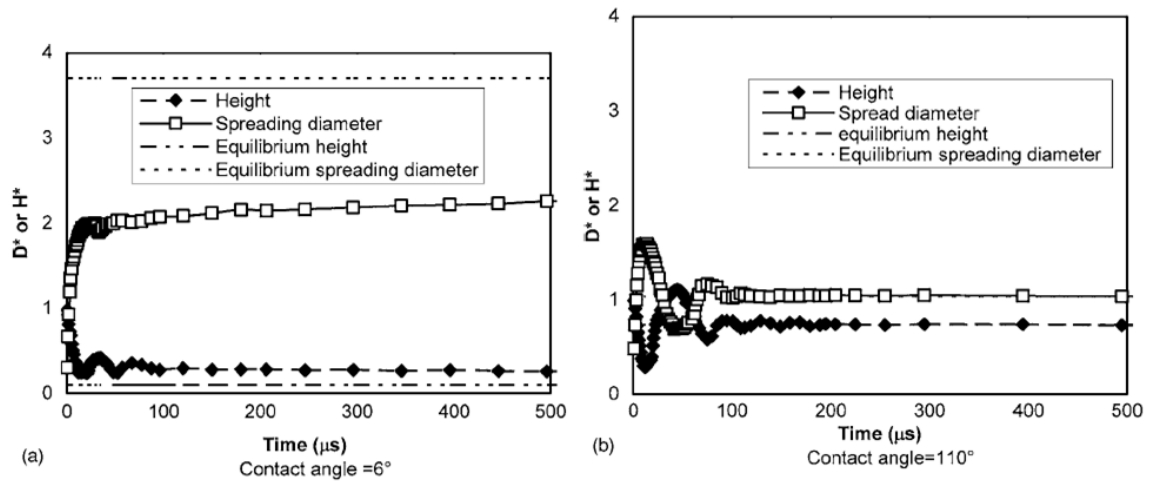 4
3
2
1
0
D* or H*
Height
Spreading diameter
Equilibrium height
Equilibrium spreading diameter
0
100
200
300
400
500
Time (μs)
(a)
Contact angle =6°
4
3
2
1
0
D* or H*
Height
Spread diameter
equilibrium height
Equilibrium spreading diameter
0
100
200
300
400
500
Time (μs)
(b)
Contact angle=110°